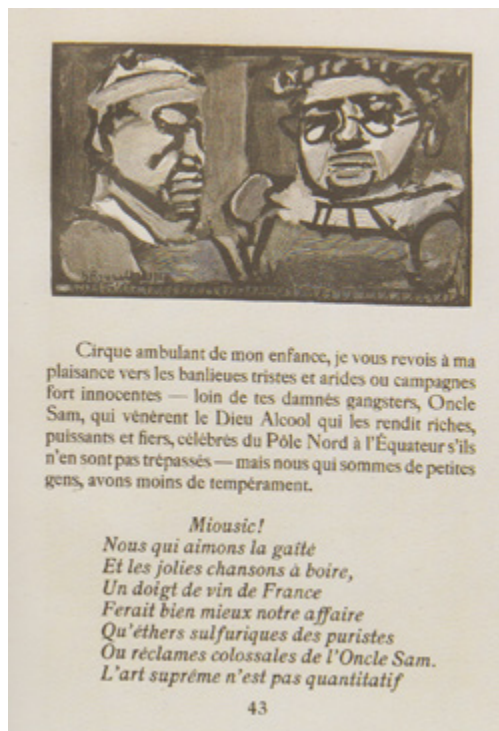 Cirque ambulant de mon enfance, je vous revois à ma
plaisance vers les banlieues tristes et arides ou campagnes
fort innocentes — loin de tes damnés gangsters, Oncle
Sam, qui vénèrent le Dieu Alcool qui les rendit riches,
puissants et fiers, célébrés du Pôle Nord à l'Équateur s'ils
n'en sont pas trépassés — mais nous qui sommes de petites
gens, avons moins de tempérament.
Miousic!
Nous qui aimons la gaîté
Et les jolies chansons à boire,
Un doigt de vin de France
Ferait bien mieux notre affaire
Qu'éthers sulfuriques des puristes
Ou réclames colossales de l'Oncle Sam.
L'art suprême n'est pas quantitatif
43